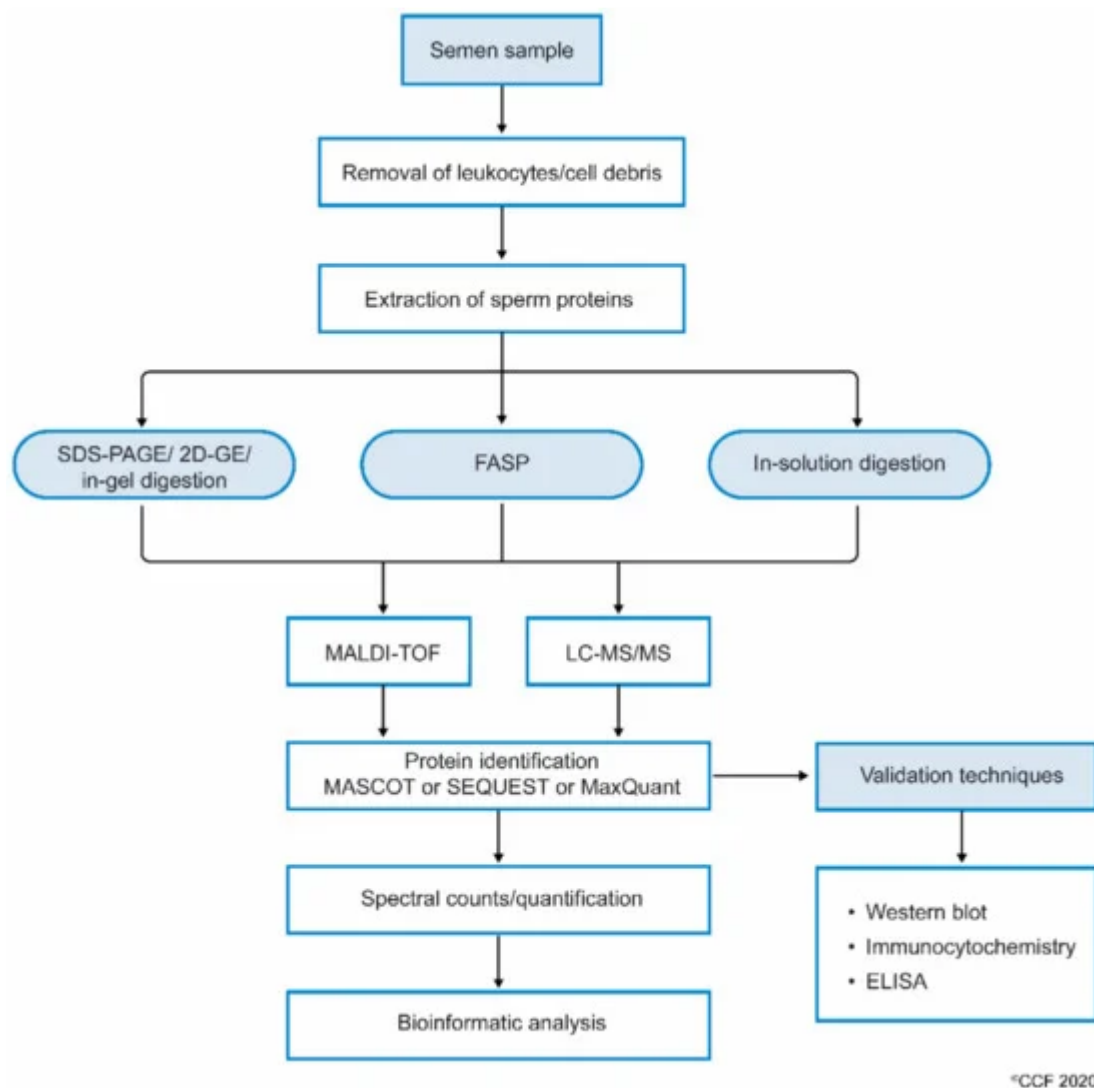 Semen sample
Removal of leukocytes/cell debris
Extraction of sperm proteins
SDS-PAGE/ 2D-GE/
in-gel digestion
FASP
In-solution digestion
MALDI-TOF
LC-MS/MS
Protein identification
MASCOT or SEQUEST or MaxQuant
Validation techniques
Spectral counts/quantification
• Western blot
• Immunocytochemistry
• ELISA
Bioinformatic analysis
©CCF 2020